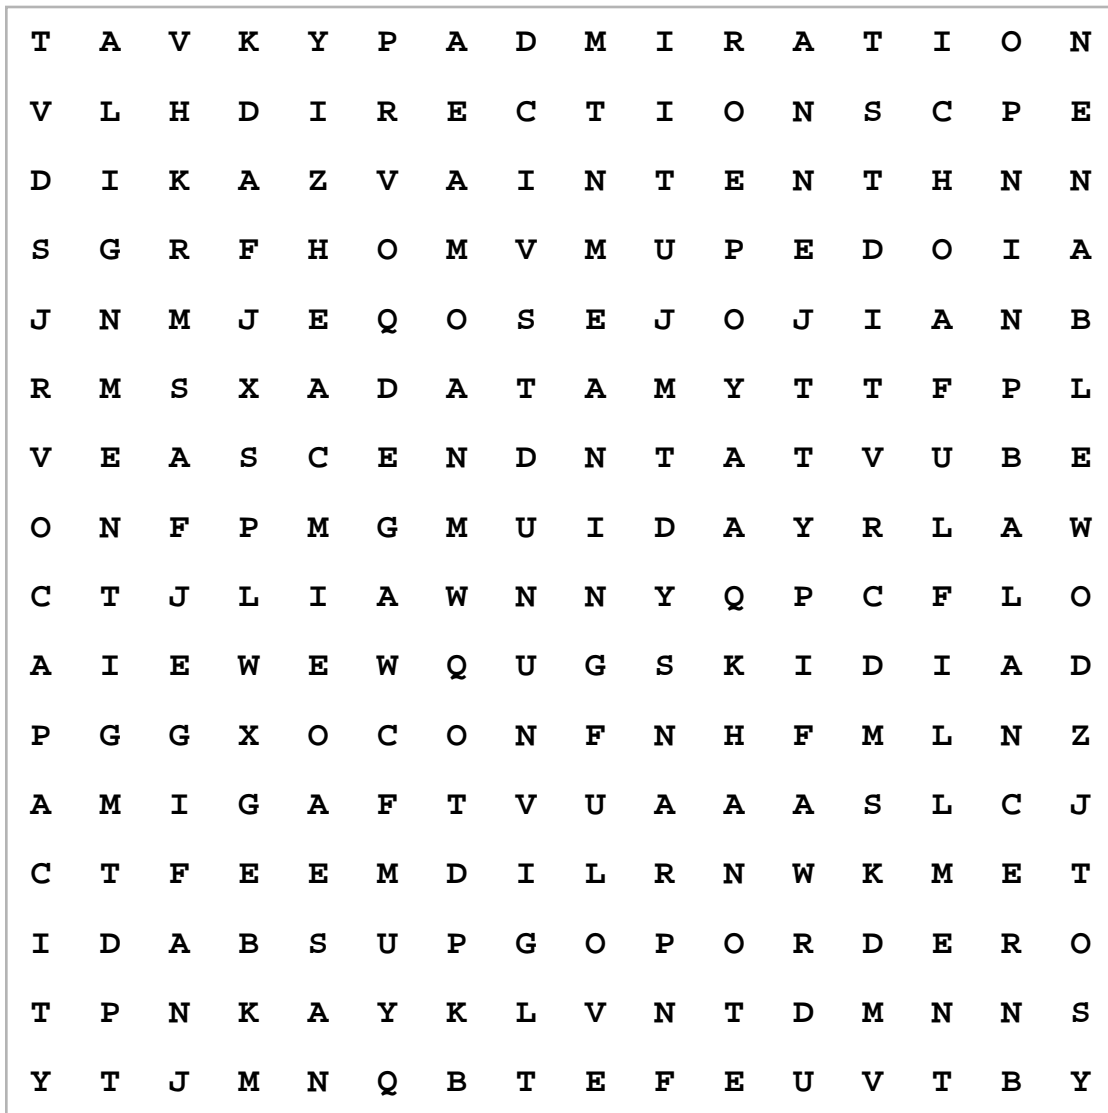 T A V K Y P A D M I R A T I O N
V L H D I R E C T I O N S C P E
D I K A Z V A I N T E N T H N N
S G R F H O M V M U P E D O I A
J N M J E Q O S E J O J I A N B
R M S X A D A T A M Y T T F P L
V E A S C E N D N T A T V U B E
O N F P M G M U I D A Y R L A W
C T J L I A W N N Y Q P C F L O
A I E W E W Q U G S K I D I A D
P G G X O C O N F N H F M L N Z
A M I G A F T V U A A A S L C J
C T F E E M D I L R N W K M E T
I D A B S U P G O P O R D E R O
T P N K A Y K L V N T D M N N S
Y T J M N Q B T E F E U V T B Y